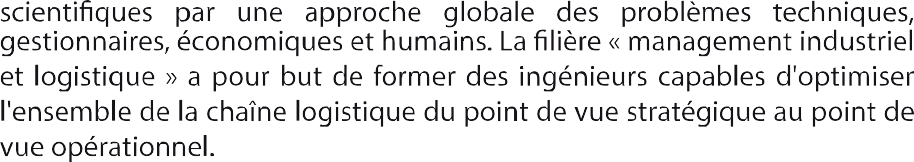 scientifiques par une approche globale des problèmes techniques,
gestionnaires, économiques et humains. La filière « management industriel
et logistique » a pour but de former des ingénieurs capables d'optimiser
l'ensemble de la chaîne logistique du point de vue stratégique au point de
vue opérationnel.